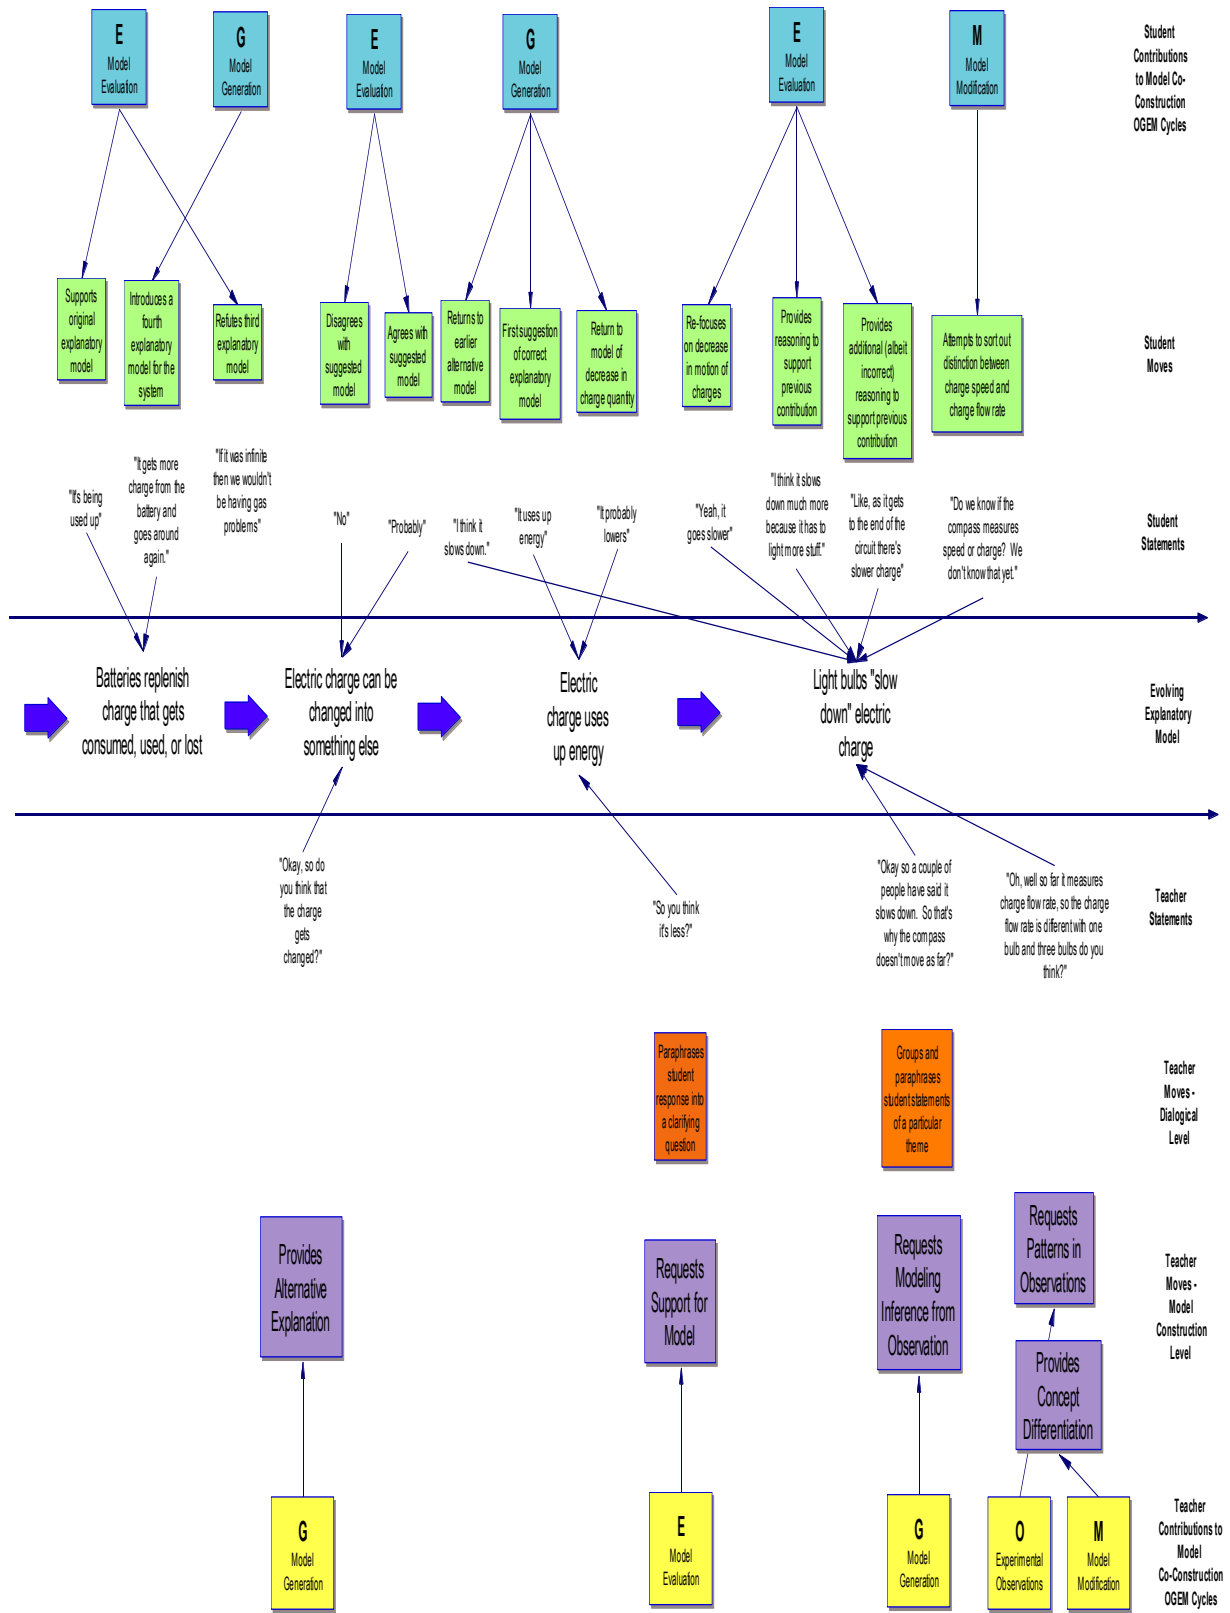 E
Model
Evaluation
G
Model
Generation
E
Model
Evaluation
G
Model
Generation
E
Model
Evaluation
M
Model
Modification
Student
Contributions
to Model Co-
Construction
OGEM Cycles
Supports
original
explanatory
model
Introduces a
fourth
explanatory
model for the
system
Refutes third
explanatory
model
Disagrees
with
suggested
model
Agrees with
suggested
model
Returns to
earlier
alternative
model
First suggestion
of correct
explanatory
model
Return to
model of
decrease in
charge quantity
Re-focuses
on decrease
in motion of
charges
Provides
reasoning to
support
previous
contribution
Provides
additional (albeit
incorrect)
reasoning to
support previous
contribution
Attempts to sort out
distinction between
charge speed and
charge flow rate
Student
Moves
"It's being
used up"
"It gets more
charge from the
battery and
goes around
again."
"If it was infinite
then we wouldn't
be having gas
problems"
"No"
"Probably"
"I think it
slows down."
"It uses up
energy"
"It probably
lowers"
"Yeah, it
goes slower"
"I think it slows
down much more
because it has to
light more stuff."
"Like, as it gets
to the end of the
circuit there's
slower charge"
"Do we know if the
compass measures
speed or charge? We
don't know that yet."
Student
Statements
Batteries replenish
charge that gets
consumed, used, or lost
Electric charge can be
changed into
something else
Electric
charge uses
up energy
Light bulbs "slow
down" electric
charge
Evolving
Explanatory
Model
"Okay, so do
you think that
the charge
gets
changed?"
"So you think
it's less?"
"Okay so a couple of
people have said it
slows down. So that's
why the compass
doesn't move as far?"
"Oh, well so far it measures
charge flow rate, so the charge
flow rate is different with one
bulb and three bulbs do you
think?"
Teacher
Statements
Paraphrases
student
response into
a clarifying
question
Groups and
paraphrases
student statements
of a particular
theme
Teacher
Moves -
Dialogical
Level
Provides
Alternative
Explanation
Requests
Support for
Model
Requests
Modeling
Inference from
Observation
Requests
Patterns in
Observations
Provides
Concept
Differentiation
Teacher
Moves -
Model
Construction
Level
G
Model
Generation
E
Model
Evaluation
G
Model
Generation
O
Experimental
Observations
M
Model
Modification
Teacher
Contributions to
Model
Co-Construction
OGEM Cycles